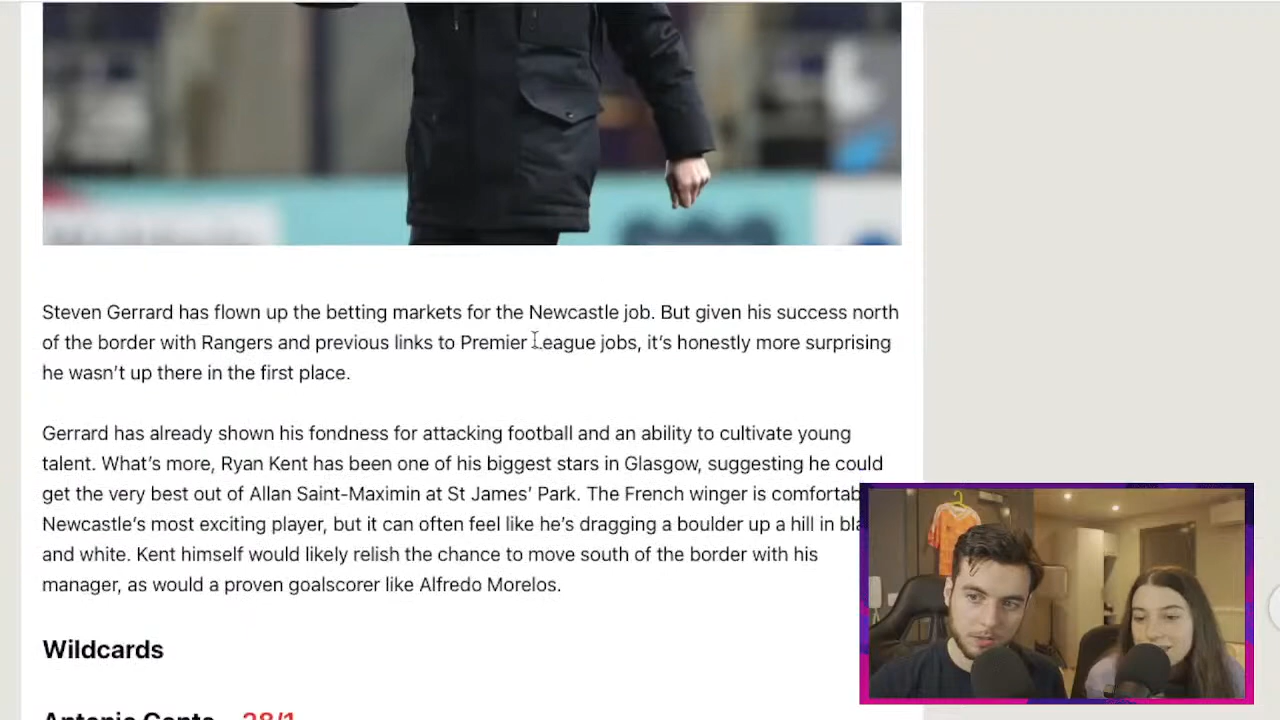 Steven Gerrard has flown up the betting markets for the Newcastle job. But given his success north
of the border with Rangers and previous links to Premier League jobs, it's honestly more surprising
he wasn't up there in the first place.
Gerrard has already shown his fondness for attacking football and an ability to cultivate young
talent. What's more, Ryan Kent has been one of his biggest stars in Glasgow, suggesting he could
get the very best out of Allan Saint-Maximin at St James' Park. The French winger is
Newcastle's most exciting player, but it can often feel like he's dragging a boulder up a hill in
and white. Kent himself would likely relish the chance to move south of the border with his
manager, as would a proven goalscorer like Alfredo Morelos.
Wildcards
Antonio Conte – 28/1